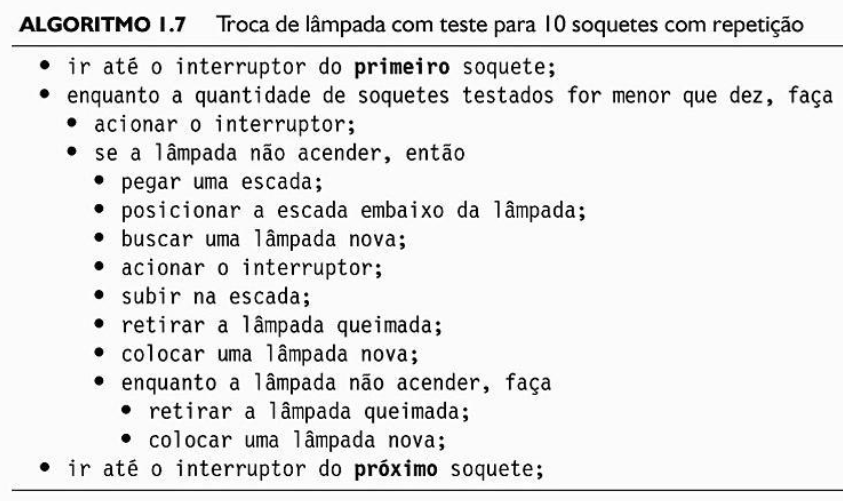 ALGORITMO 1.7 Troca de lâmpada com teste para 10 soquetes com repetição
• ir até o interruptor do primeiro soquete;
• enquanto a quantidade de soquetes testados for menor que dez, faça
• acionar o interruptor;
• se a lâmpada não acender, então
• pegar uma escada;
• posicionar a escada embaixo da lâmpada;
• buscar uma lâmpada nova;
• acionar o interruptor;
• subir na escada;
• retirar a lâmpada queimada;
• colocar uma lâmpada nova;
• enquanto a lâmpada não acender, faça
• retirar a lâmpada queimada;
• colocar uma lâmpada nova;
• ir até o interruptor do próximo soquete;